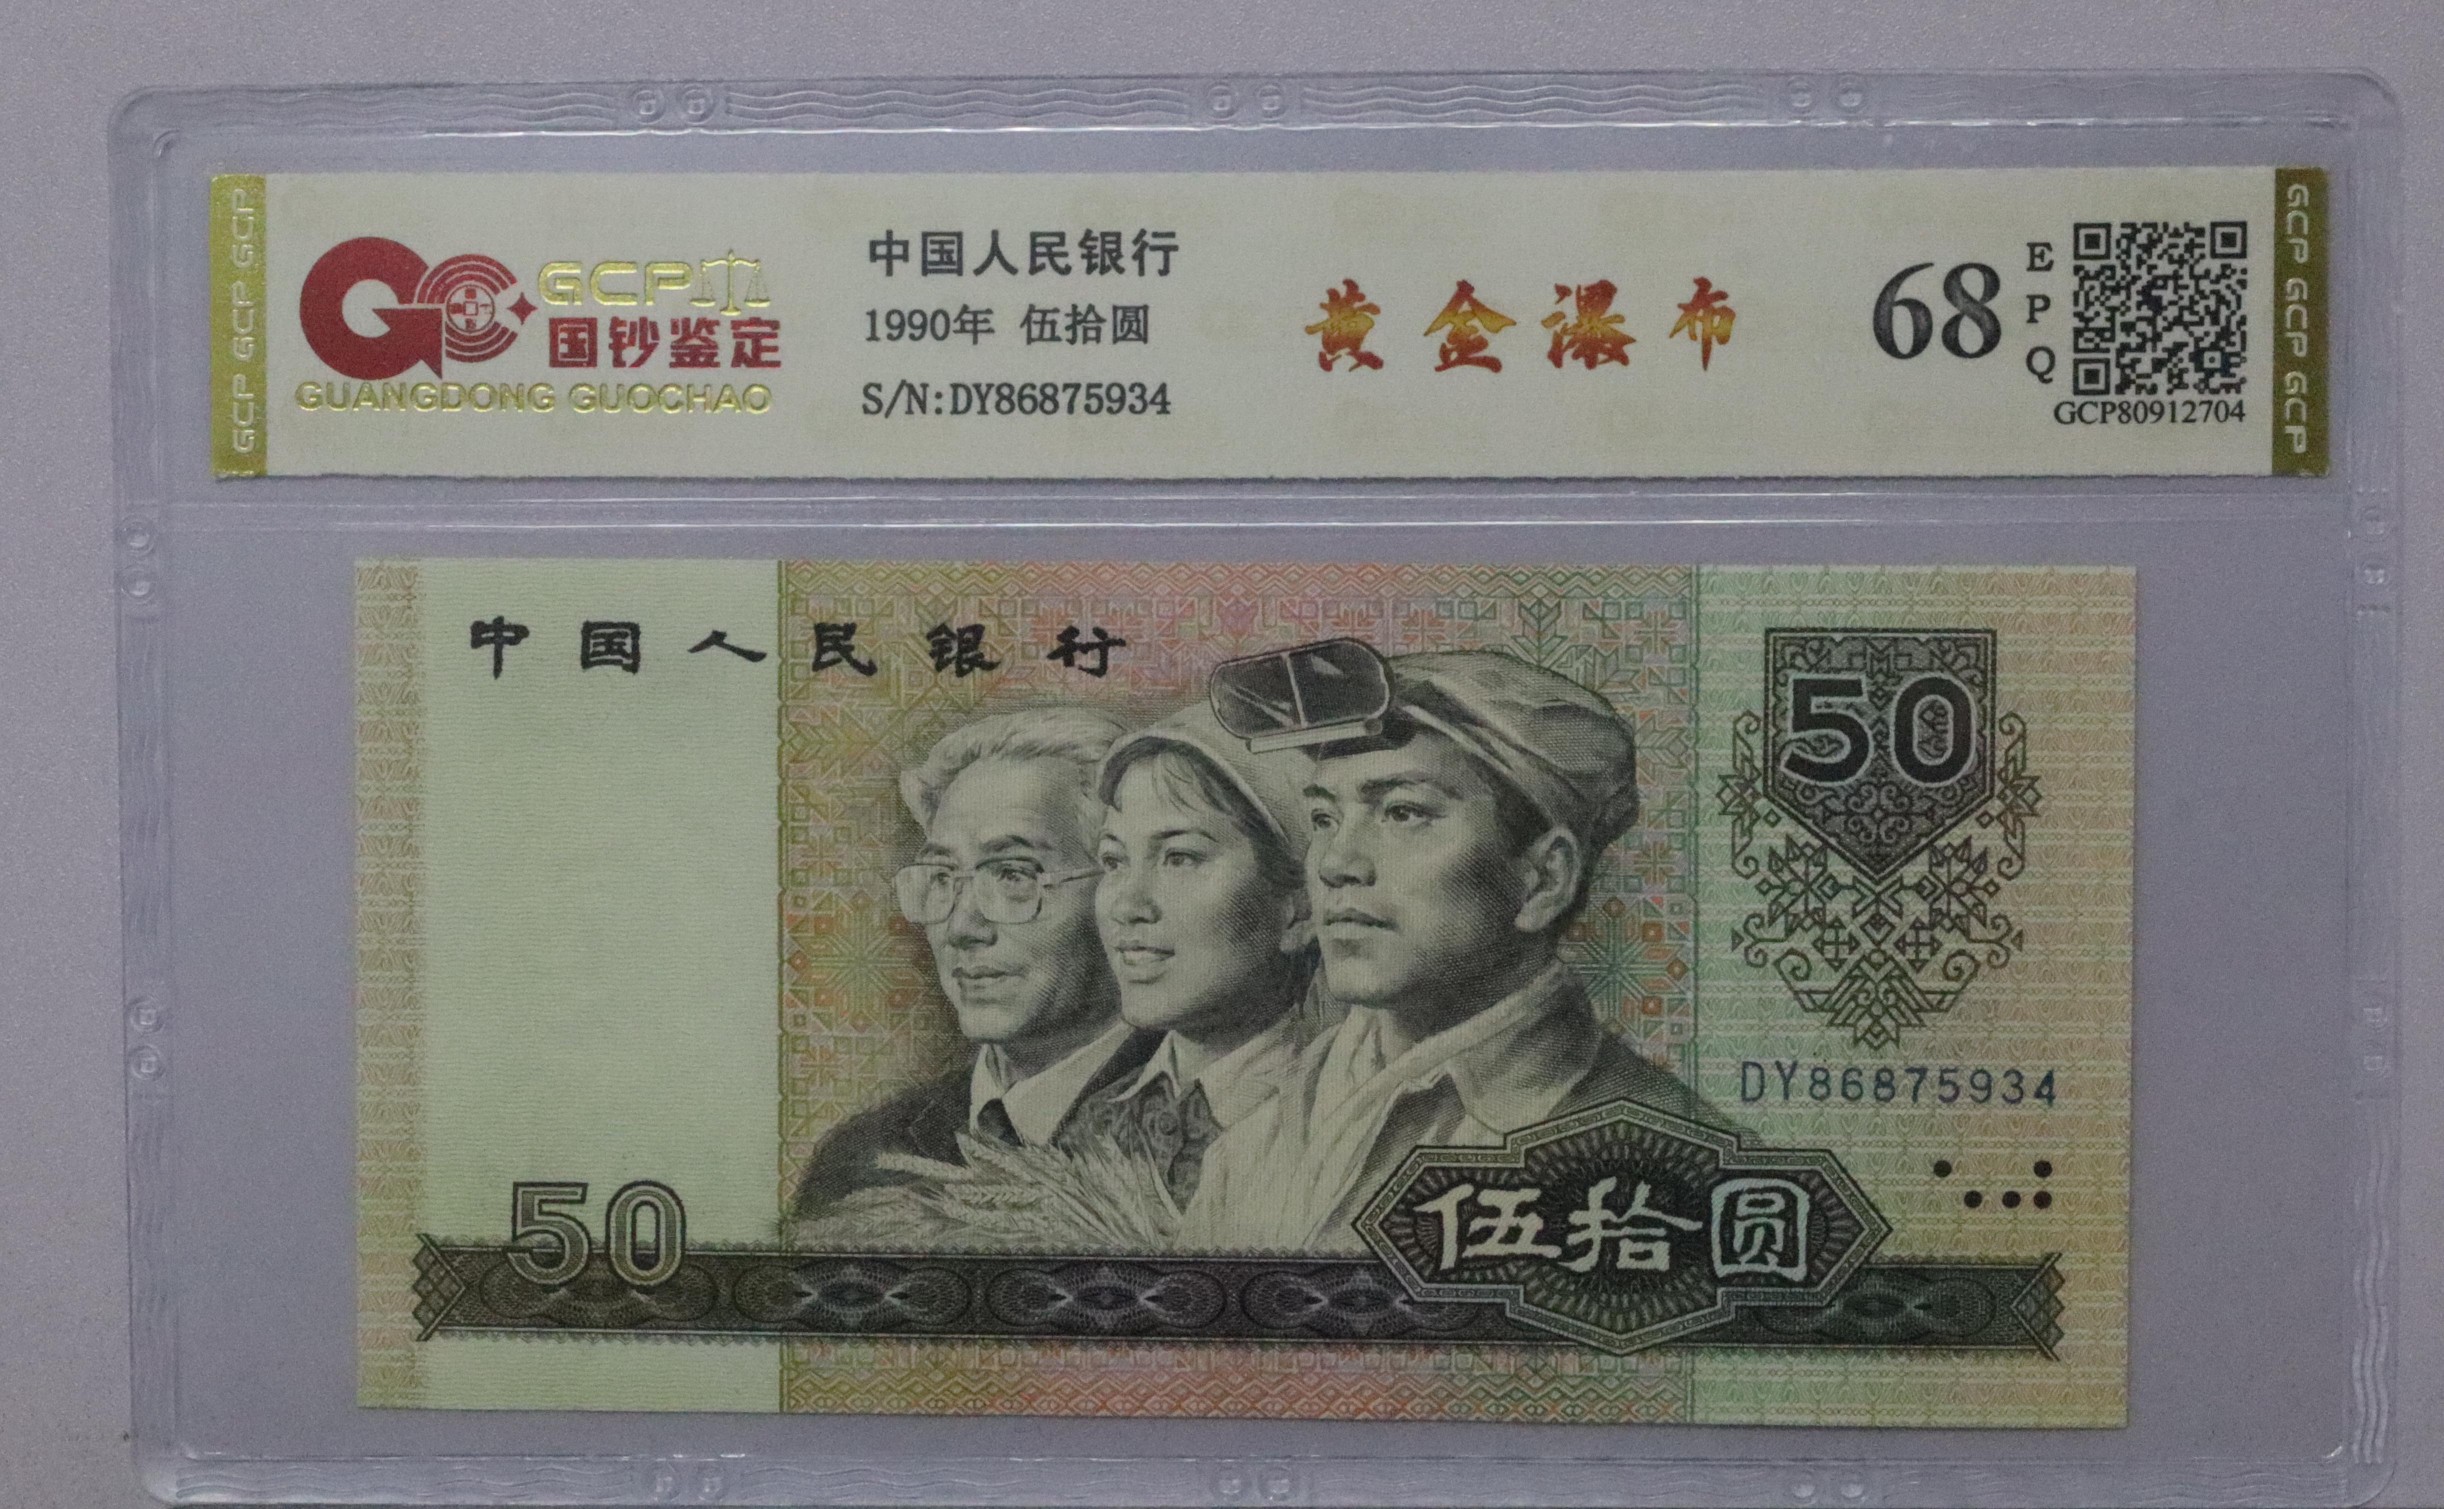 GCP GCP GCP
GCP
国钞鉴定
GUANGDONG GUOCHAO
中国人民银行
1990年 伍拾圆
S/N:DY86875934
黄金瀑布
68
EPQ
GCP80912704
GCP GCP GCP
中国人民银行
50
DY86875934
50
伍拾圆